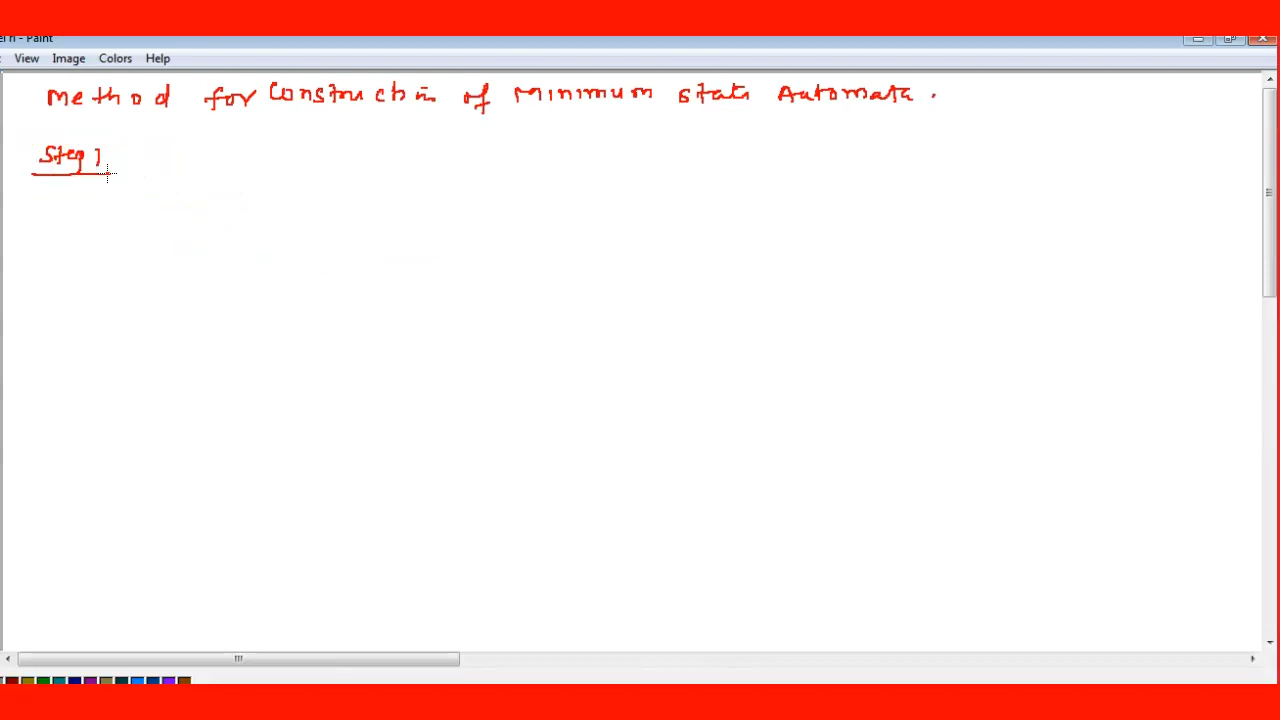 - Paint
View Image Colors Help
Method for Construction of Minimum state Automata.
Step 1